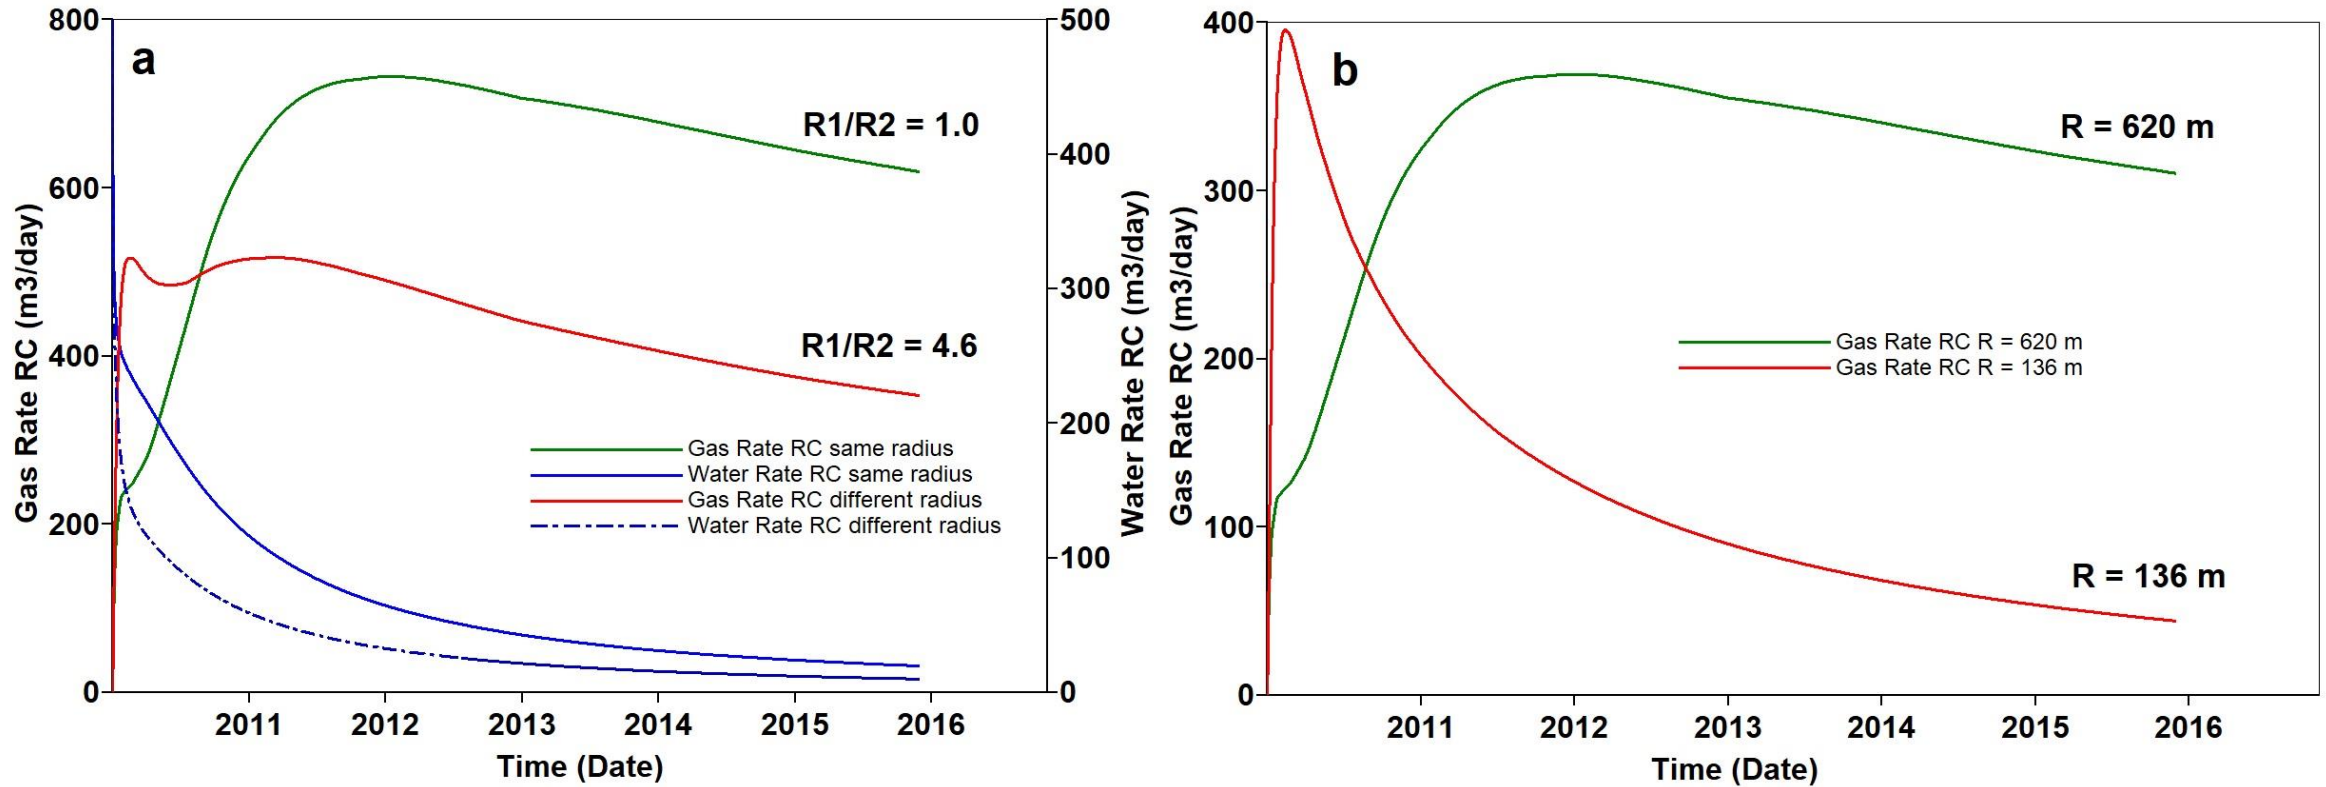 a
800
600
400
200
0
Gas Rate RC (m3/day)
500
400
300
200
100
0
Water Rate RC (m3/day)
R1/R2 = 1.0
R1/R2 = 4.6
Gas Rate RC same radius
Water Rate RC same radius
Gas Rate RC different radius
Water Rate RC different radius
2011 2012 2013 2014 2015 2016
Time (Date)
b
400
300
200
100
0
Gas Rate RC (m3/day)
R = 620 m
Gas Rate RC R = 620 m
Gas Rate RC R = 136 m
R = 136 m
2011 2012 2013 2014 2015 2016
Time (Date)